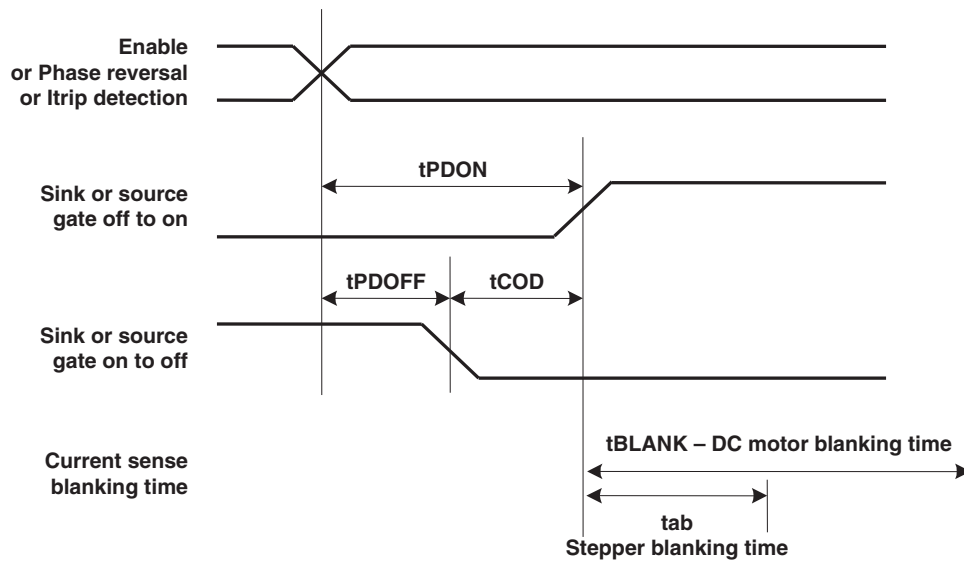 Enable
or Phase reversal
or Itrip detection
tPDON
Sink or source
gate off to on
tPDOFF
tCOD
Sink or source
gate on to off
tBLANK – DC motor blanking time
Current sense
blanking time
tab
Stepper blanking time